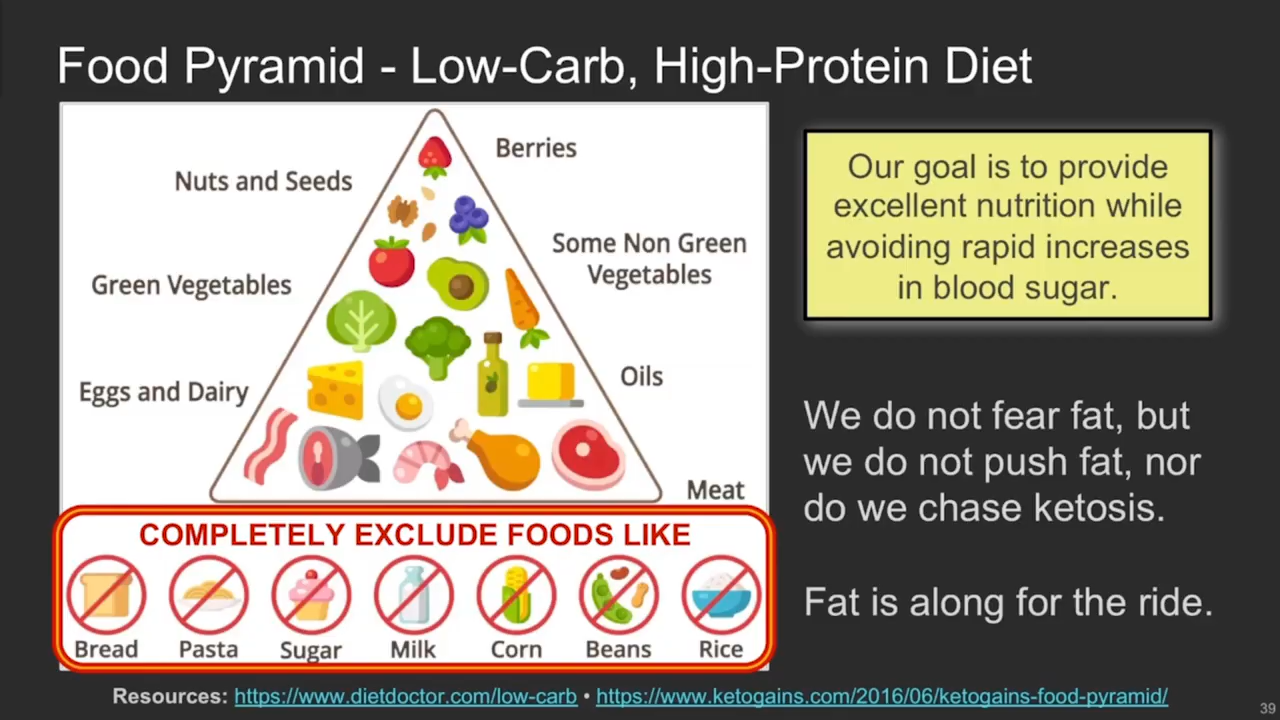 Food Pyramid - Low-Carb, High-Protein Diet
Berries
Nuts and Seeds
Some Non Green
Vegetables
Green Vegetables
Oils
Eggs and Dairy
Meat
COMPLETELY EXCLUDE FOODS LIKE
Bread Pasta Sugar Milk Corn Beans Rice
Our goal is to provide
excellent nutrition while
avoiding rapid increases
in blood sugar.
We do not fear fat, but
we do not push fat, nor
do we chase ketosis.
Fat is along for the ride.
Resources: https://www.dietdoctor.com/low-carb • https://www.ketogains.com/2016/06/ketogains-food-pyramid/
39